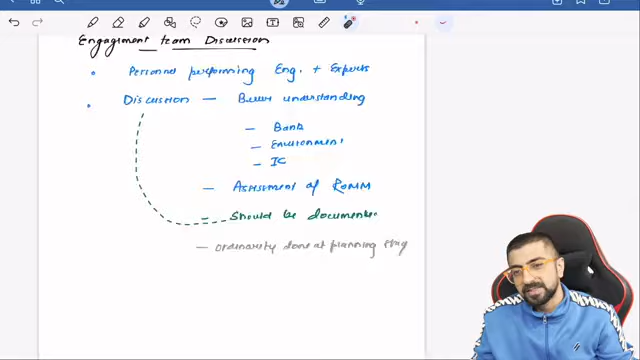 Engagement team Discussion
• Personnel performing Eng. + Experts
• Discussion — Better understanding
— Bank
— Environment
— IC
— Assessment of RoMM
— Should be documented
— Ordinarily done at planning stag